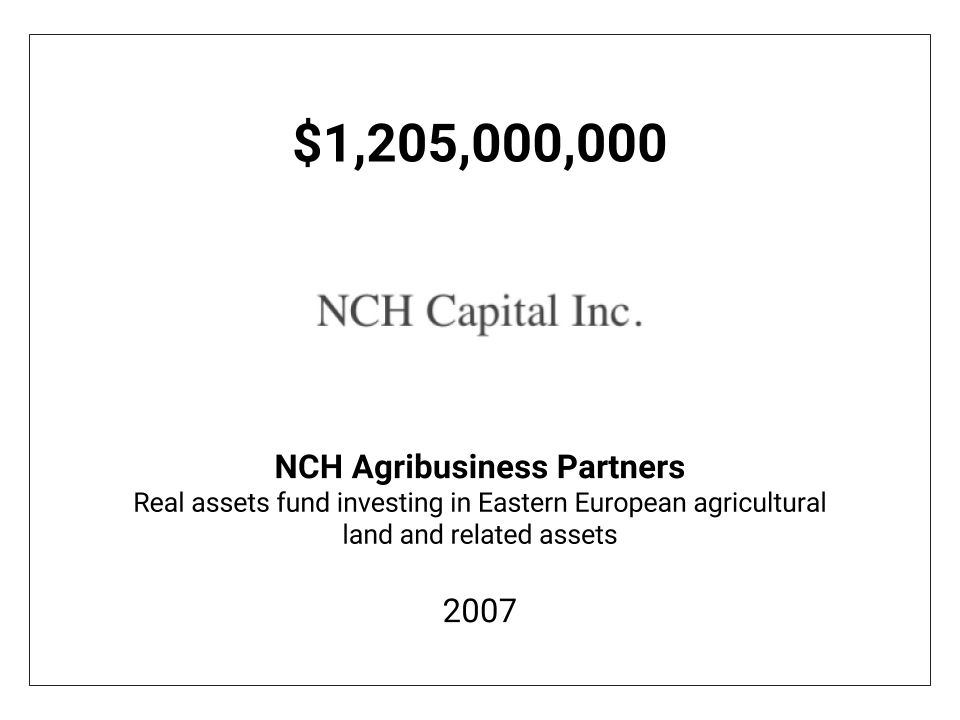 $1,205,000,000
NCH Capital Inc.
NCH Agribusiness Partners
Real assets fund investing in Eastern European agricultural
land and related assets
2007